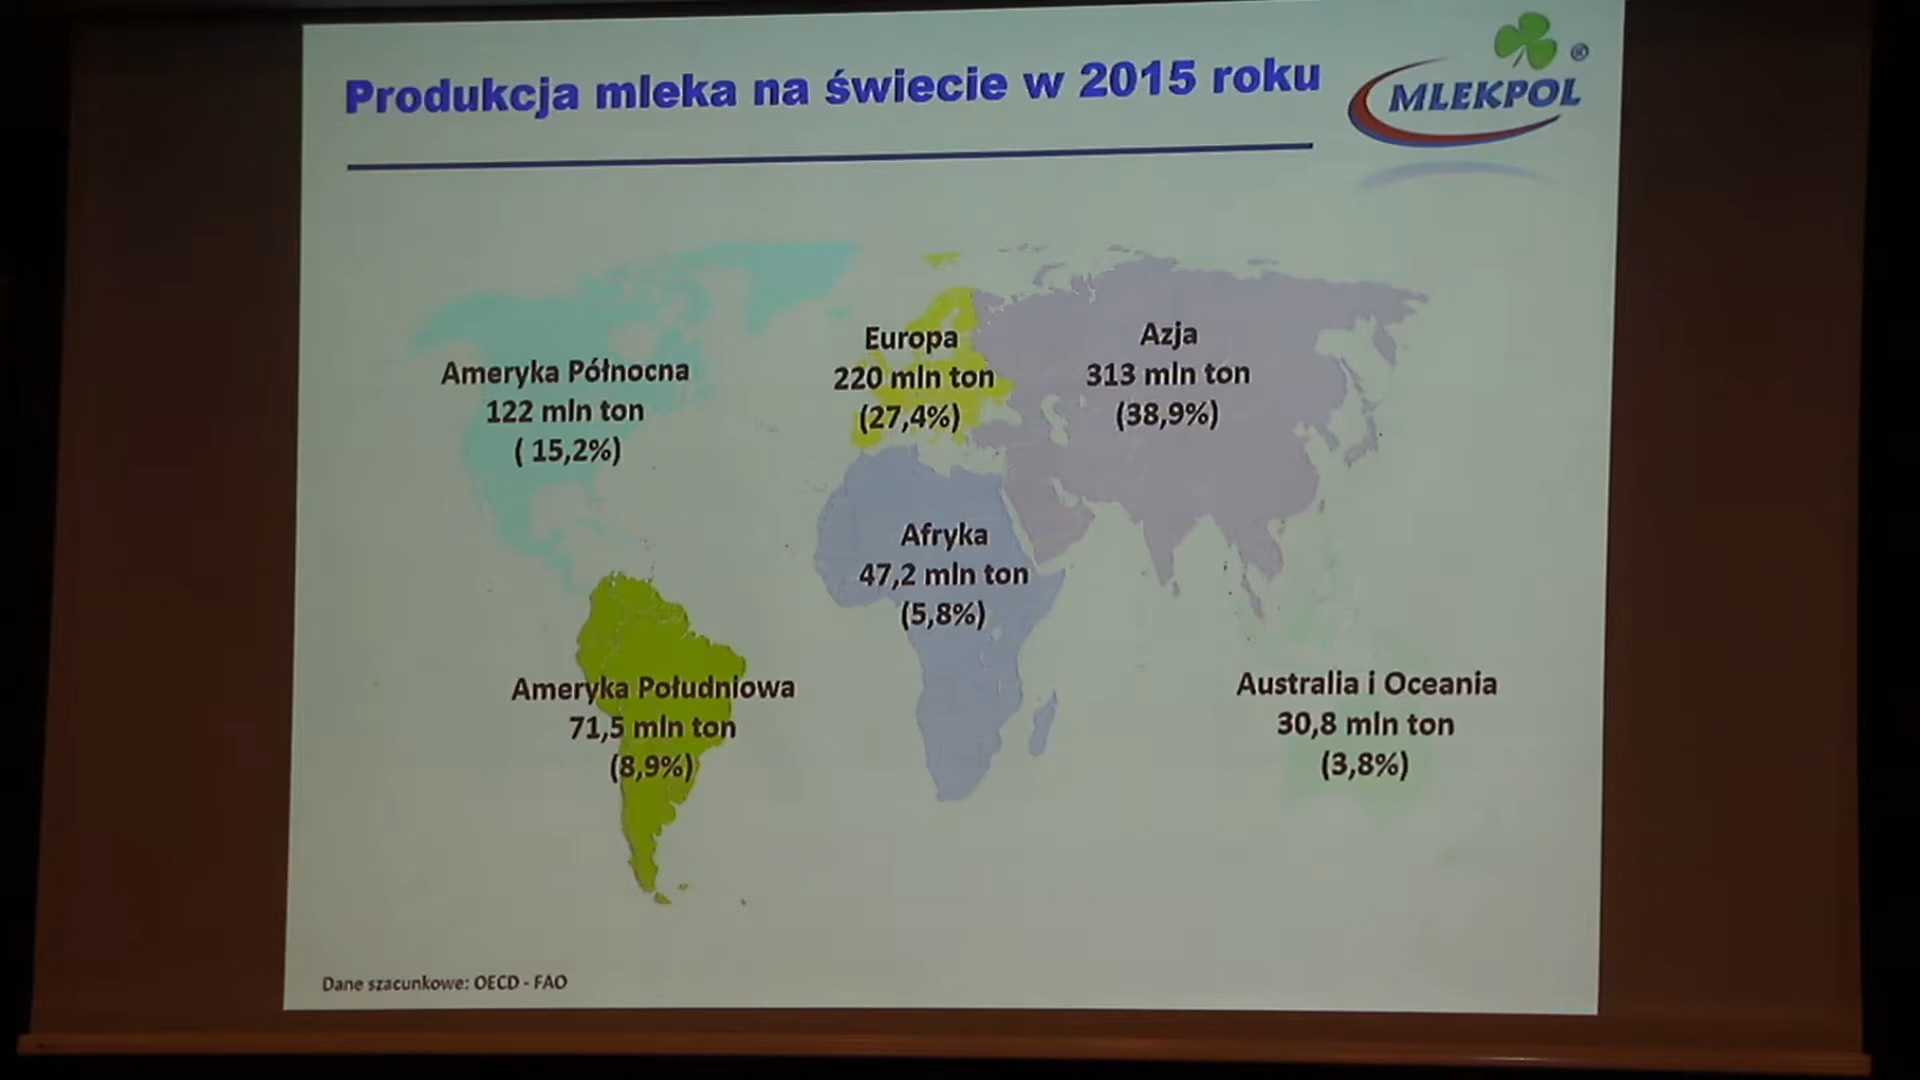 Produkcja mleka na świecie w 2015 roku
MLEKPOL ®
Ameryka Północna
122 mln ton
( 15,2%)
Europa
220 mln ton
(27,4%)
Azja
313 mln ton
(38,9%)
Afryka
47,2 mln ton
(5,8%)
Ameryka Południowa
71,5 mln ton
(8,9%)
Australia i Oceania
30,8 mln ton
(3,8%)
Dane szacunkowe: OECD - FAO